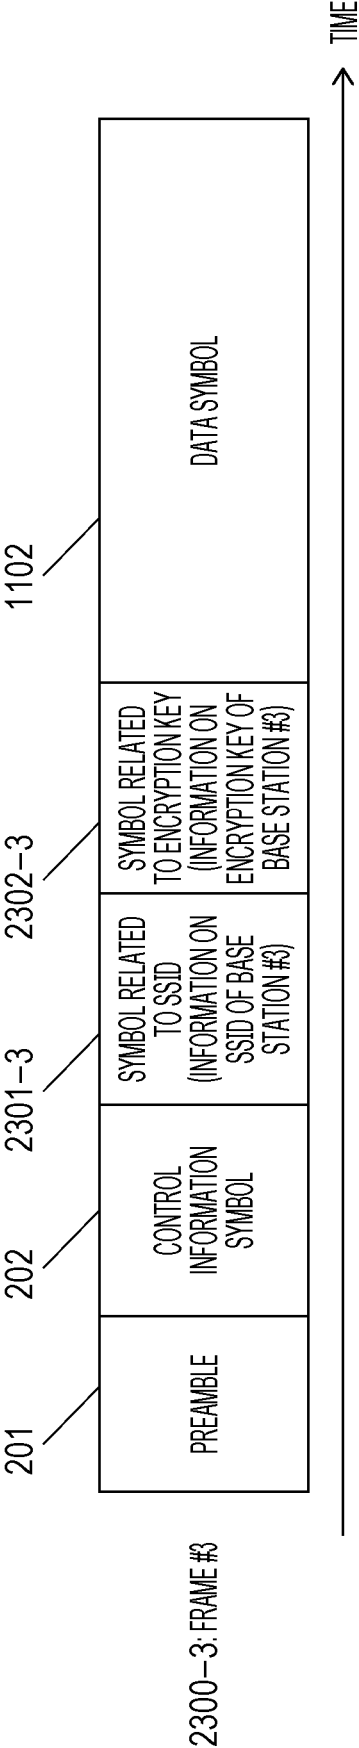 201
202
2301-3
2302-3
1102
2300-3: FRAME #3
PREAMBLE
CONTROL
INFORMATION
SYMBOL
SYMBOL RELATED
TO SSID
(INFORMATION ON
SSID OF BASE
STATION #3)
SYMBOL RELATED
TO ENCRYPTION KEY
(INFORMATION ON
ENCRYPTION KEY OF
BASE STATION #3)
DATA SYMBOL
TIME